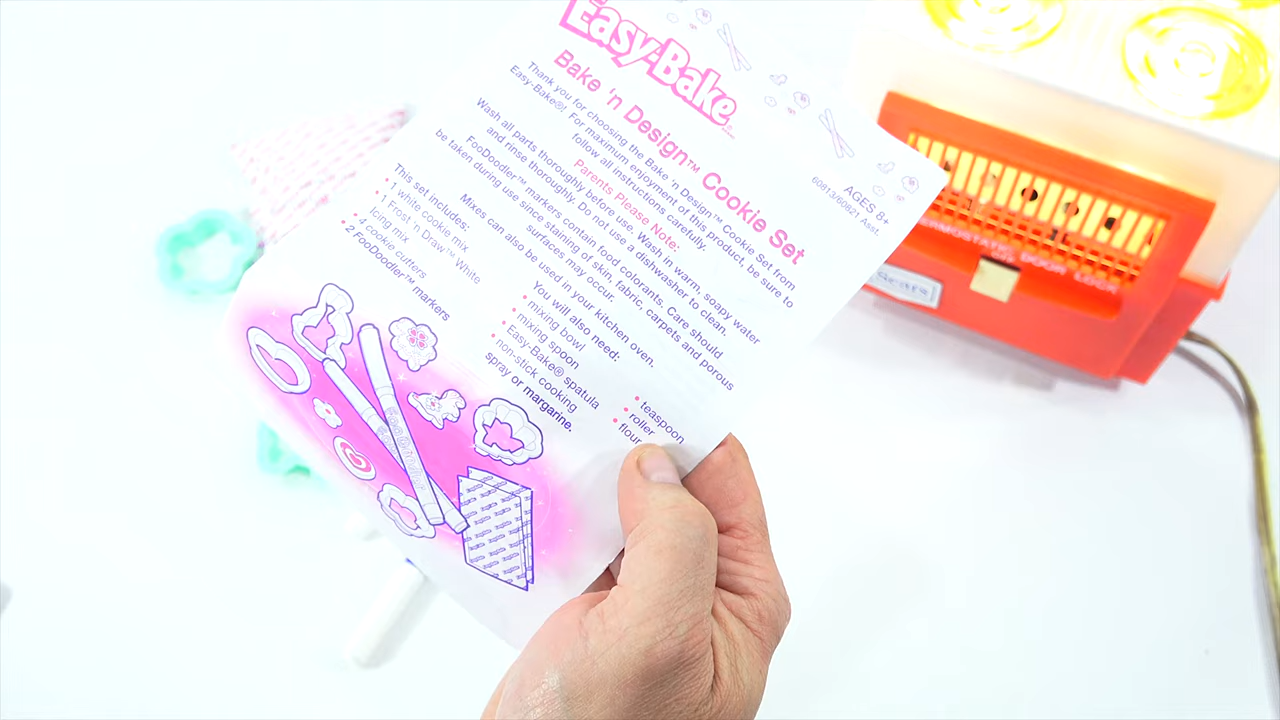 Easy-Bake®
Bake 'n Design™ Cookie Set
AGES 8+
60813/60821 Asst.
Thank you for choosing the Bake 'n Design™ Cookie Set from
Easy-Bake®! For maximum enjoyment of this product, be sure to
follow all instructions carefully.
Parents Please Note:
Wash all parts thoroughly before use. Wash in warm, soapy water
and rinse thoroughly. Do not use a dishwasher to clean.
FooDoodler™ markers contain food colorants. Care should
be taken during use since staining of skin, fabric, carpets and porous
surfaces may occur.
Mixes can also be used in your kitchen oven.
This set includes:
• 1 white cookie mix
• 1 Frost 'n Draw™ White
Icing mix
• 4 cookie cutters
• 2 FooDoodler™ markers
You will also need:
• mixing bowl
• mixing spoon
• Easy-Bake® spatula
• non-stick cooking
spray or margarine.
• teaspoon
• roller
• flour
THERMOSTATIC DOOR LOCK
Sears